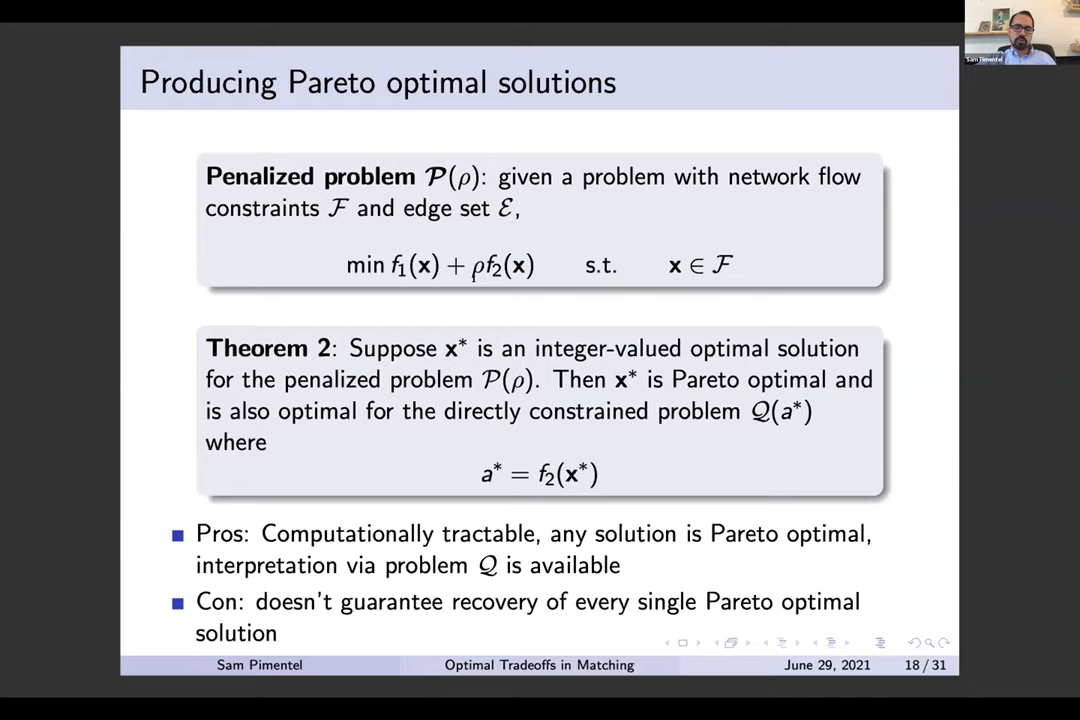 Sam Pimentel
Producing Pareto optimal solutions
Penalized problem 𝓟(ρ): given a problem with network flow
constraints ℱ and edge set ℰ,
min f₁(x) + ρf₂(x) s.t. x ∈ ℱ
Theorem 2: Suppose x* is an integer-valued optimal solution
for the penalized problem 𝒫(ρ). Then x* is Pareto optimal and
is also optimal for the directly constrained problem 𝒬(a*)
where
a* = f₂(x*)
Pros: Computationally tractable, any solution is Pareto optimal,
interpretation via problem 𝒬 is available
Con: doesn't guarantee recovery of every single Pareto optimal
solution
Sam Pimentel Optimal Tradeoffs in Matching June 29, 2021 18 / 31